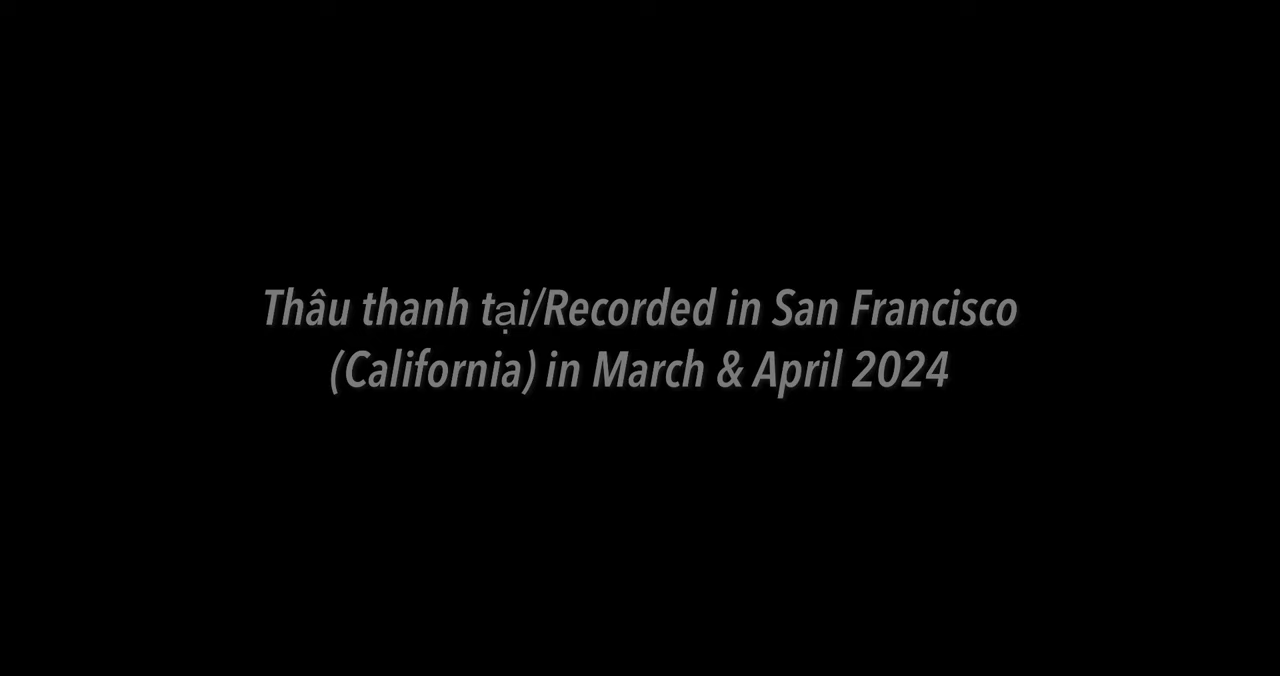 Thâu thanh tại/Recorded in San Francisco
(California) in March & April 2024